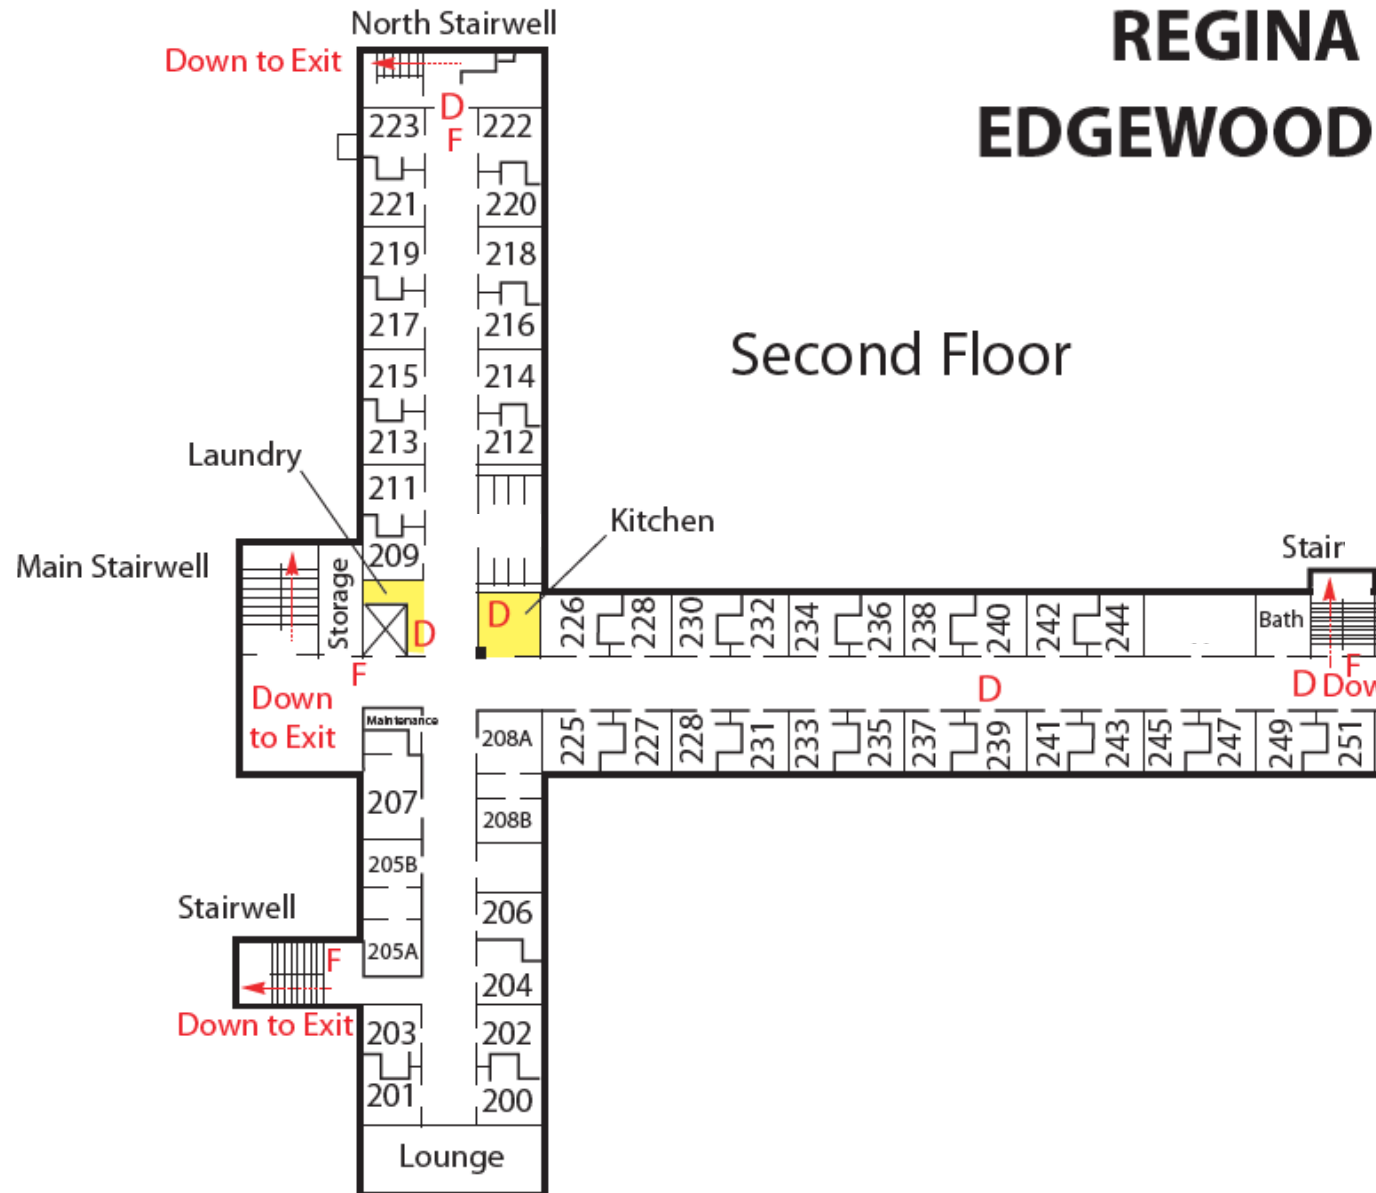 North Stairwell
REGINA
EDGEWOOD
Down to Exit
D
F
223
222
221
220
219
218
217
216
Second Floor
215
214
213
212
Laundry
211
Kitchen
209
Main Stairwell
Storage
Stair
D
D
226
228
230
232
234
236
238
240
242
244
Bath
F
F
D
D Dow
Down
to Exit
Maintenance
208A
225
227
228
231
233
235
237
239
241
243
245
247
249
251
207
208B
205B
Stairwell
206
205A
F
204
Down to Exit
203
202
201
200
Lounge